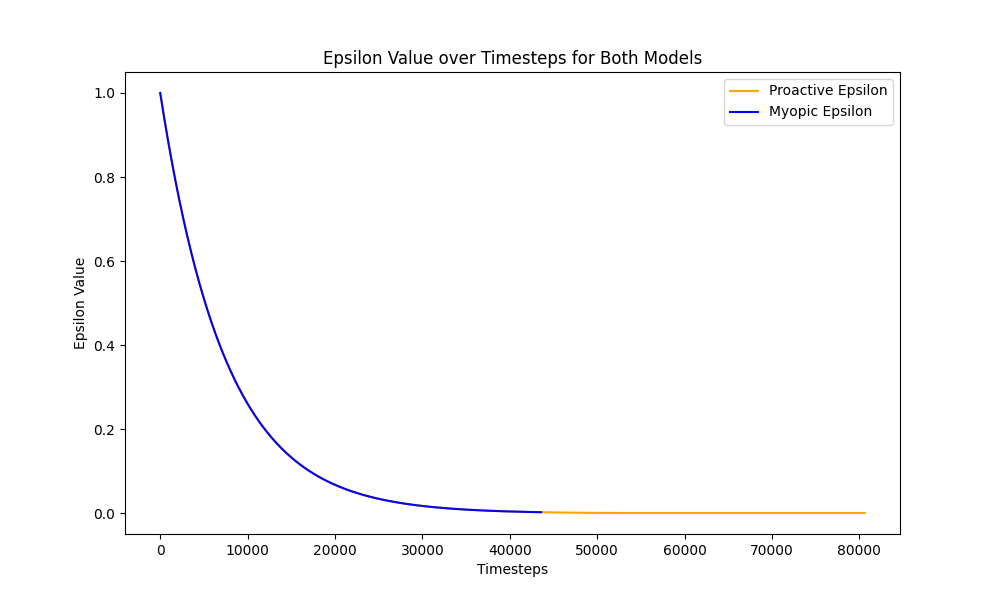 Epsilon Value over Timesteps for Both Models
Proactive Epsilon
Myopic Epsilon
Epsilon Value
1.0
0.8
0.6
0.4
0.2
0.0
0 10000 20000 30000 40000 50000 60000 70000 80000
Timesteps